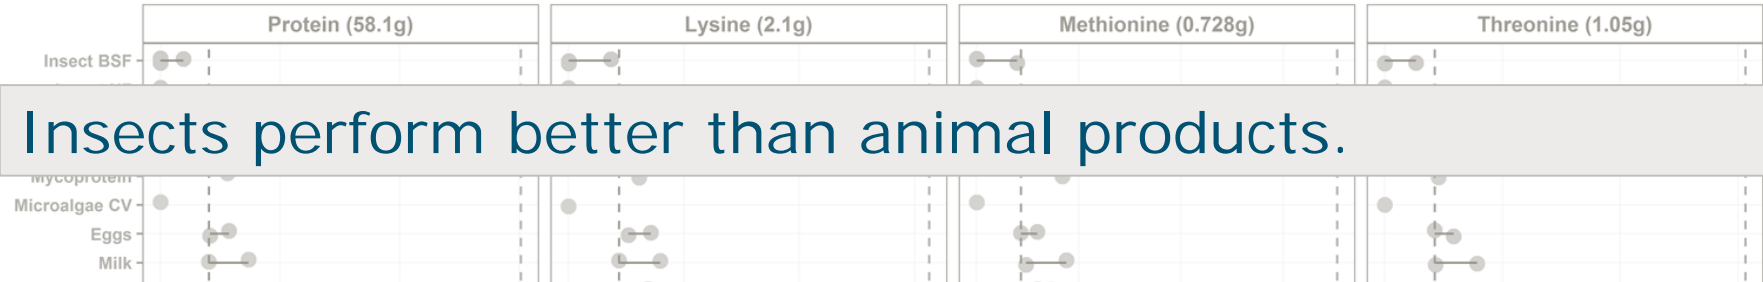 Protein (58.1g) Lysine (2.1g) Methionine (0.728g) Threonine (1.05g)
Insect BSF
Insects perform better than animal products.
Mycoprotein
Microalgae CV
Eggs
Milk